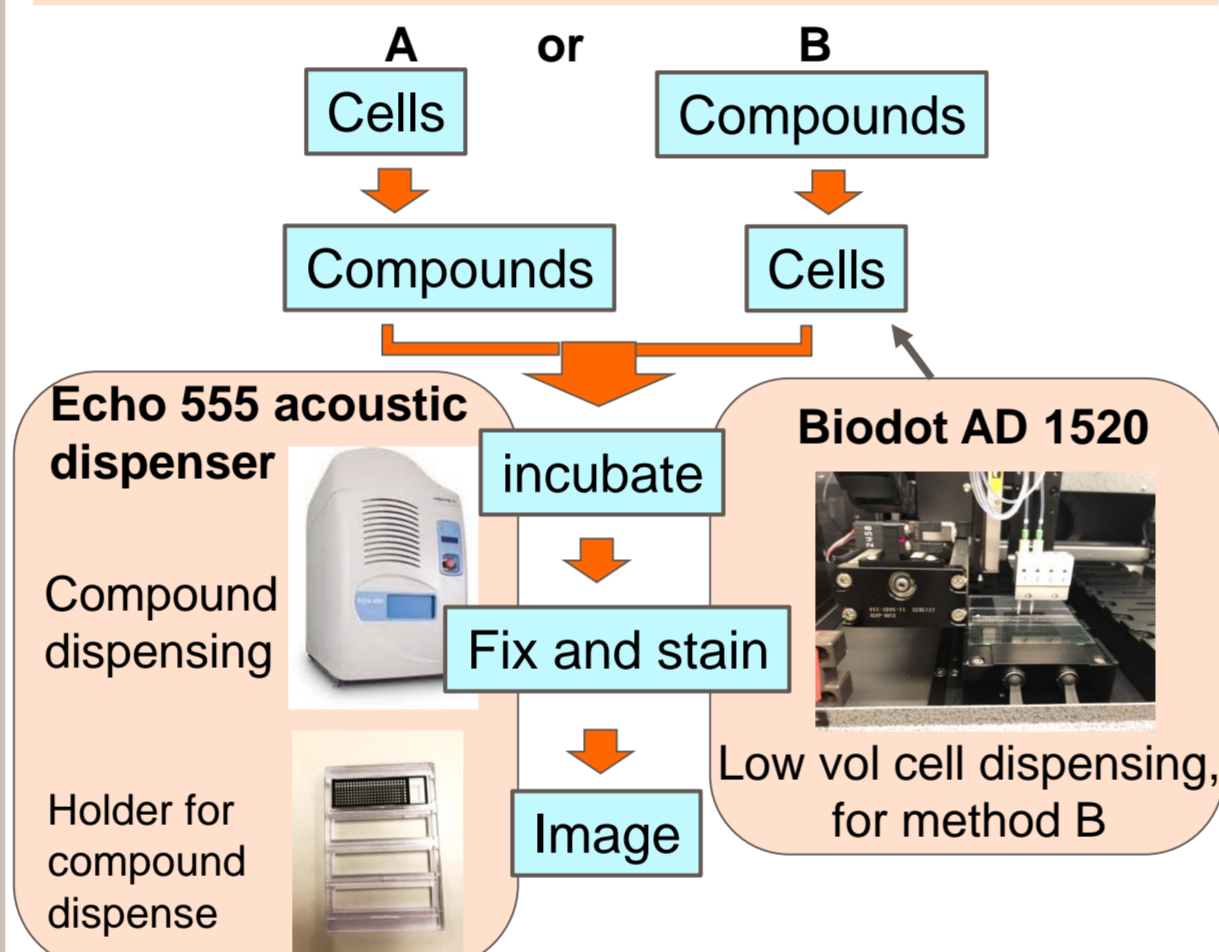 A or B
Cells
Compounds
Compounds
Cells
Echo 555 acoustic
dispenser
incubate
Biodot AD 1520
Compound
dispensing
Fix and stain
Low vol cell dispensing,
for method B
Holder for
compound
dispense
Image